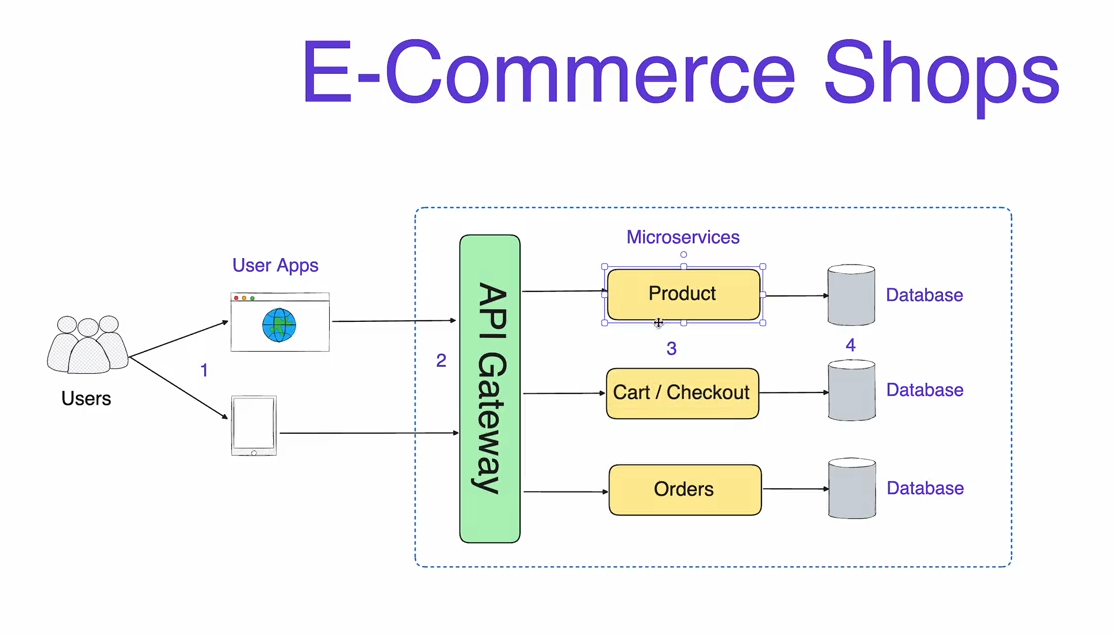 E-Commerce Shops
Microservices
User Apps
API Gateway
Product
Database
1
2
3
4
Users
Cart / Checkout
Database
Orders
Database